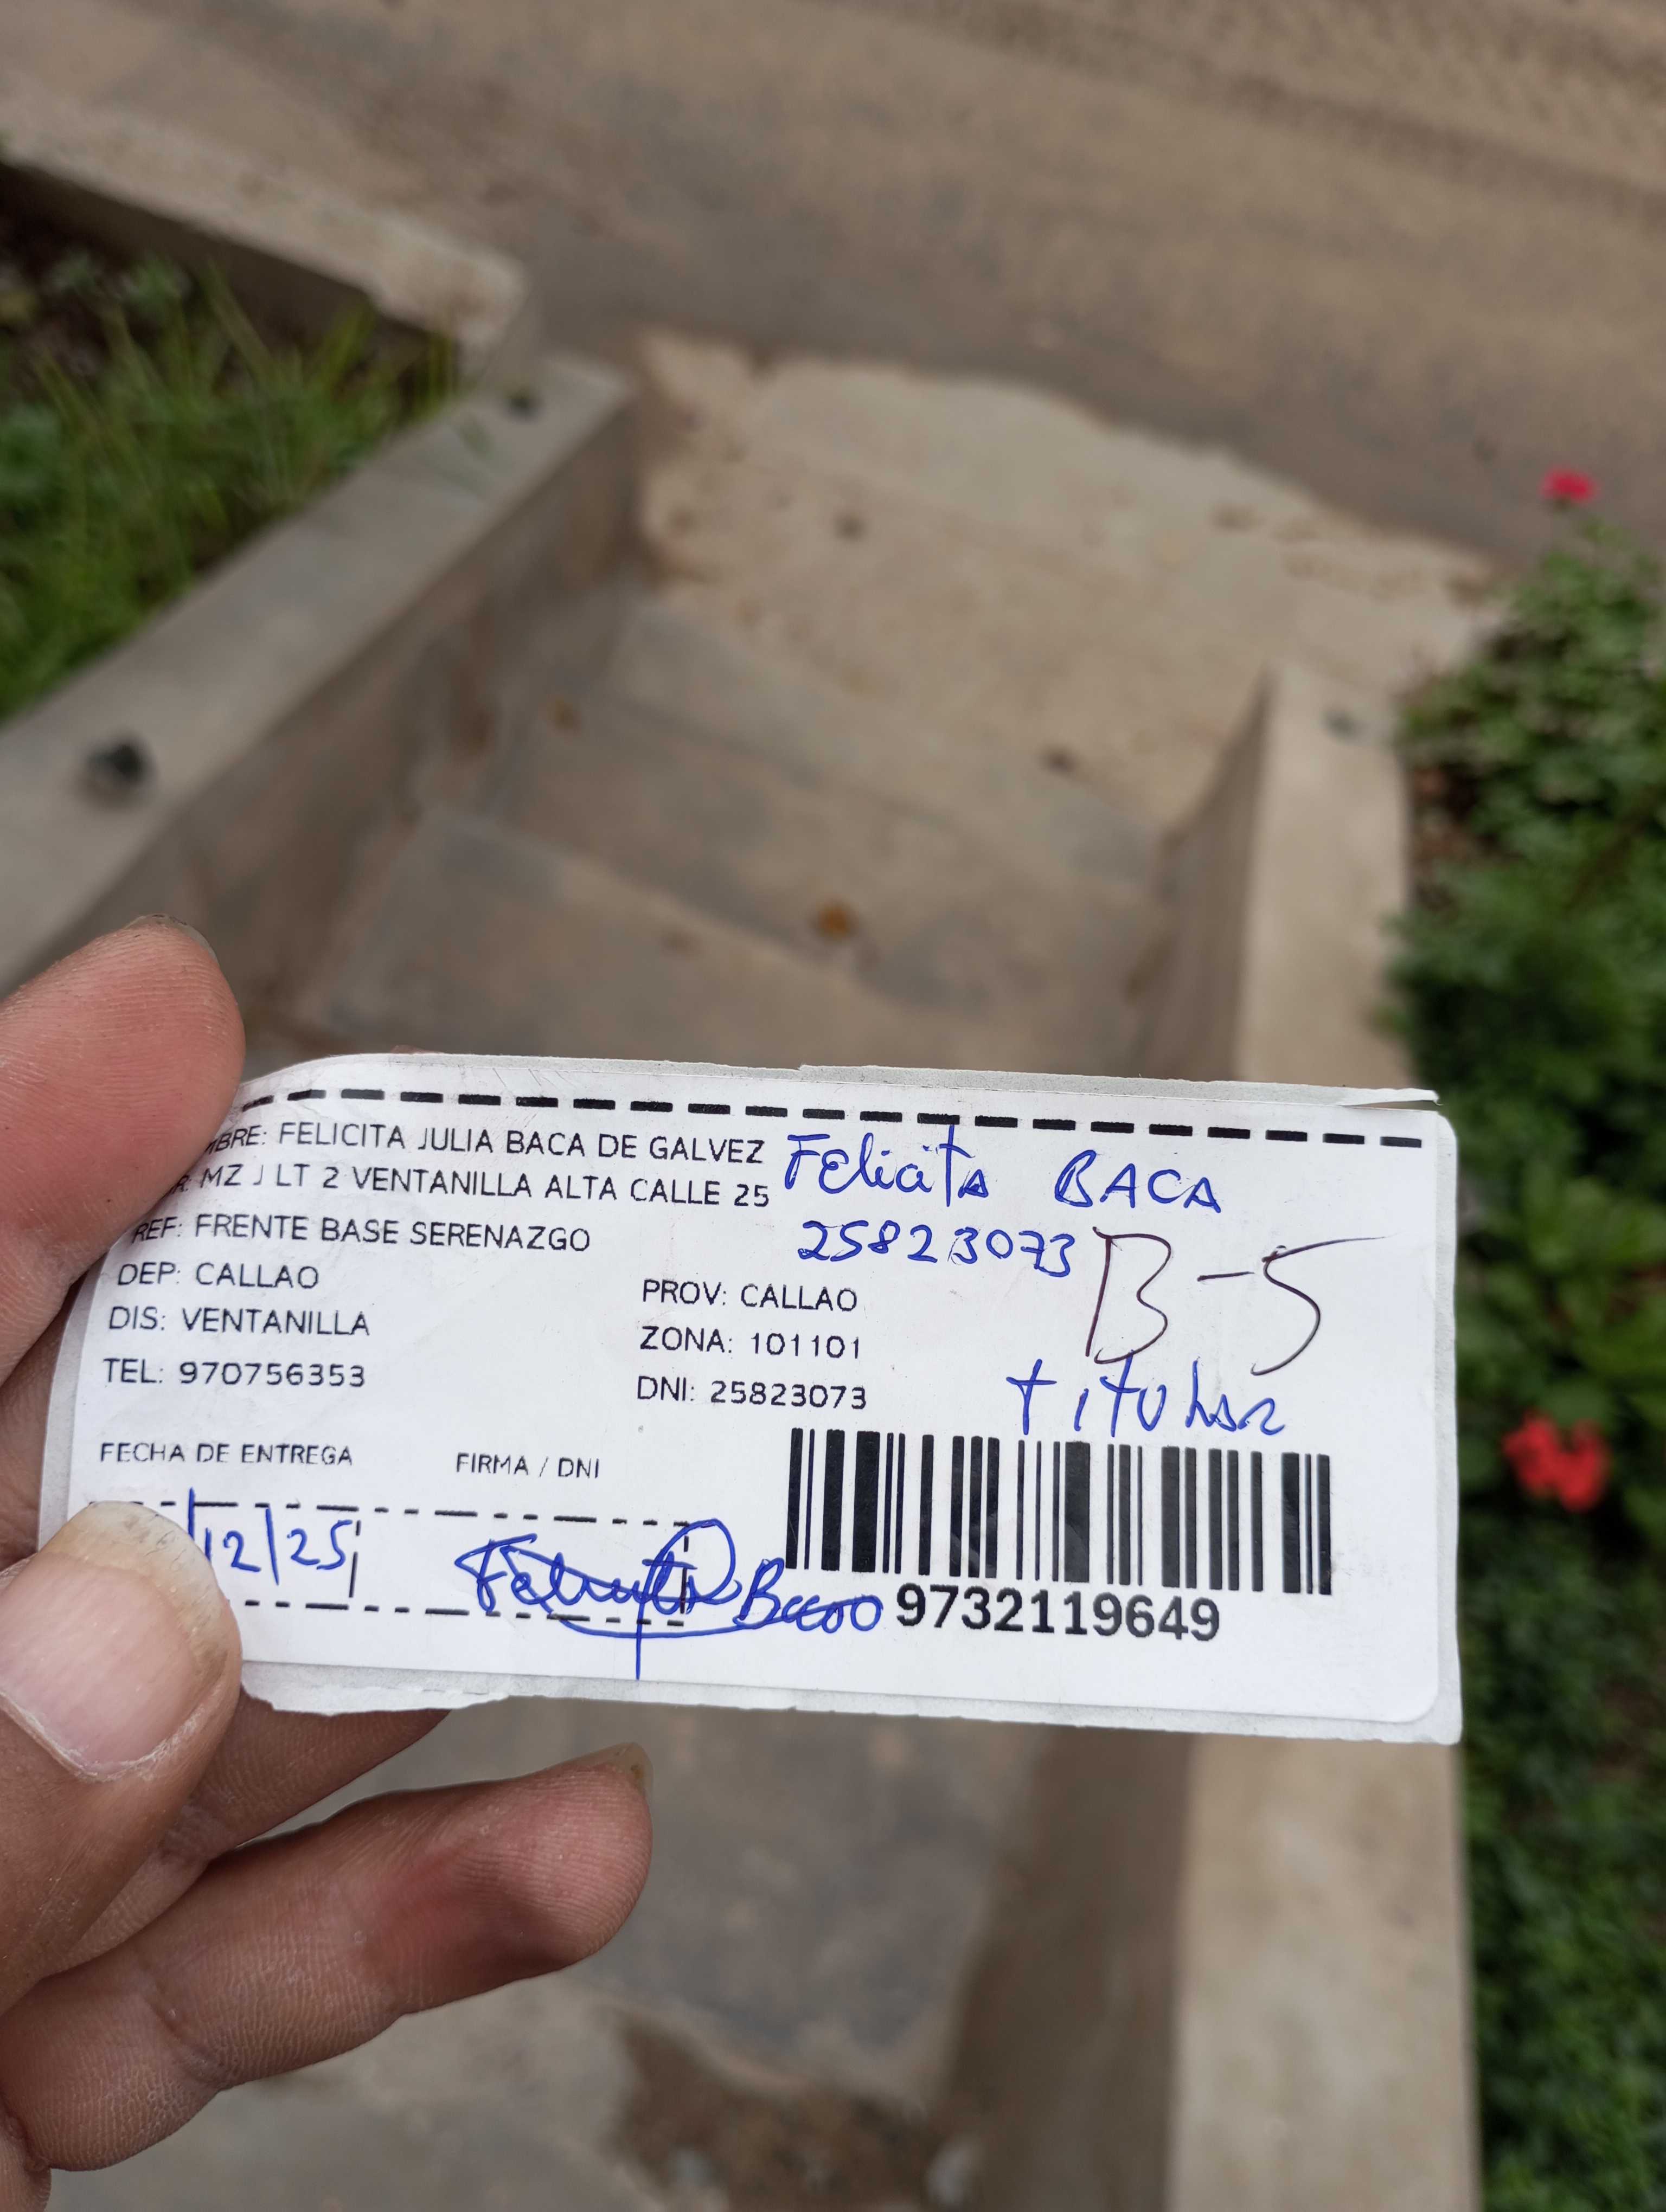 MBRE: FELICITA JULIA BACA DE GALVEZ
R: MZ J LT 2 VENTANILLA ALTA CALLE 25
Felicita BACA
25823073
REF: FRENTE BASE SERENAZGO
B-5
DEP: CALLAO
PROV: CALLAO
DIS: VENTANILLA
ZONA: 101101
TEL: 970756353
DNI: 25823073
titular
FECHA DE ENTREGA
FIRMA / DNI
/12/25
9732119649